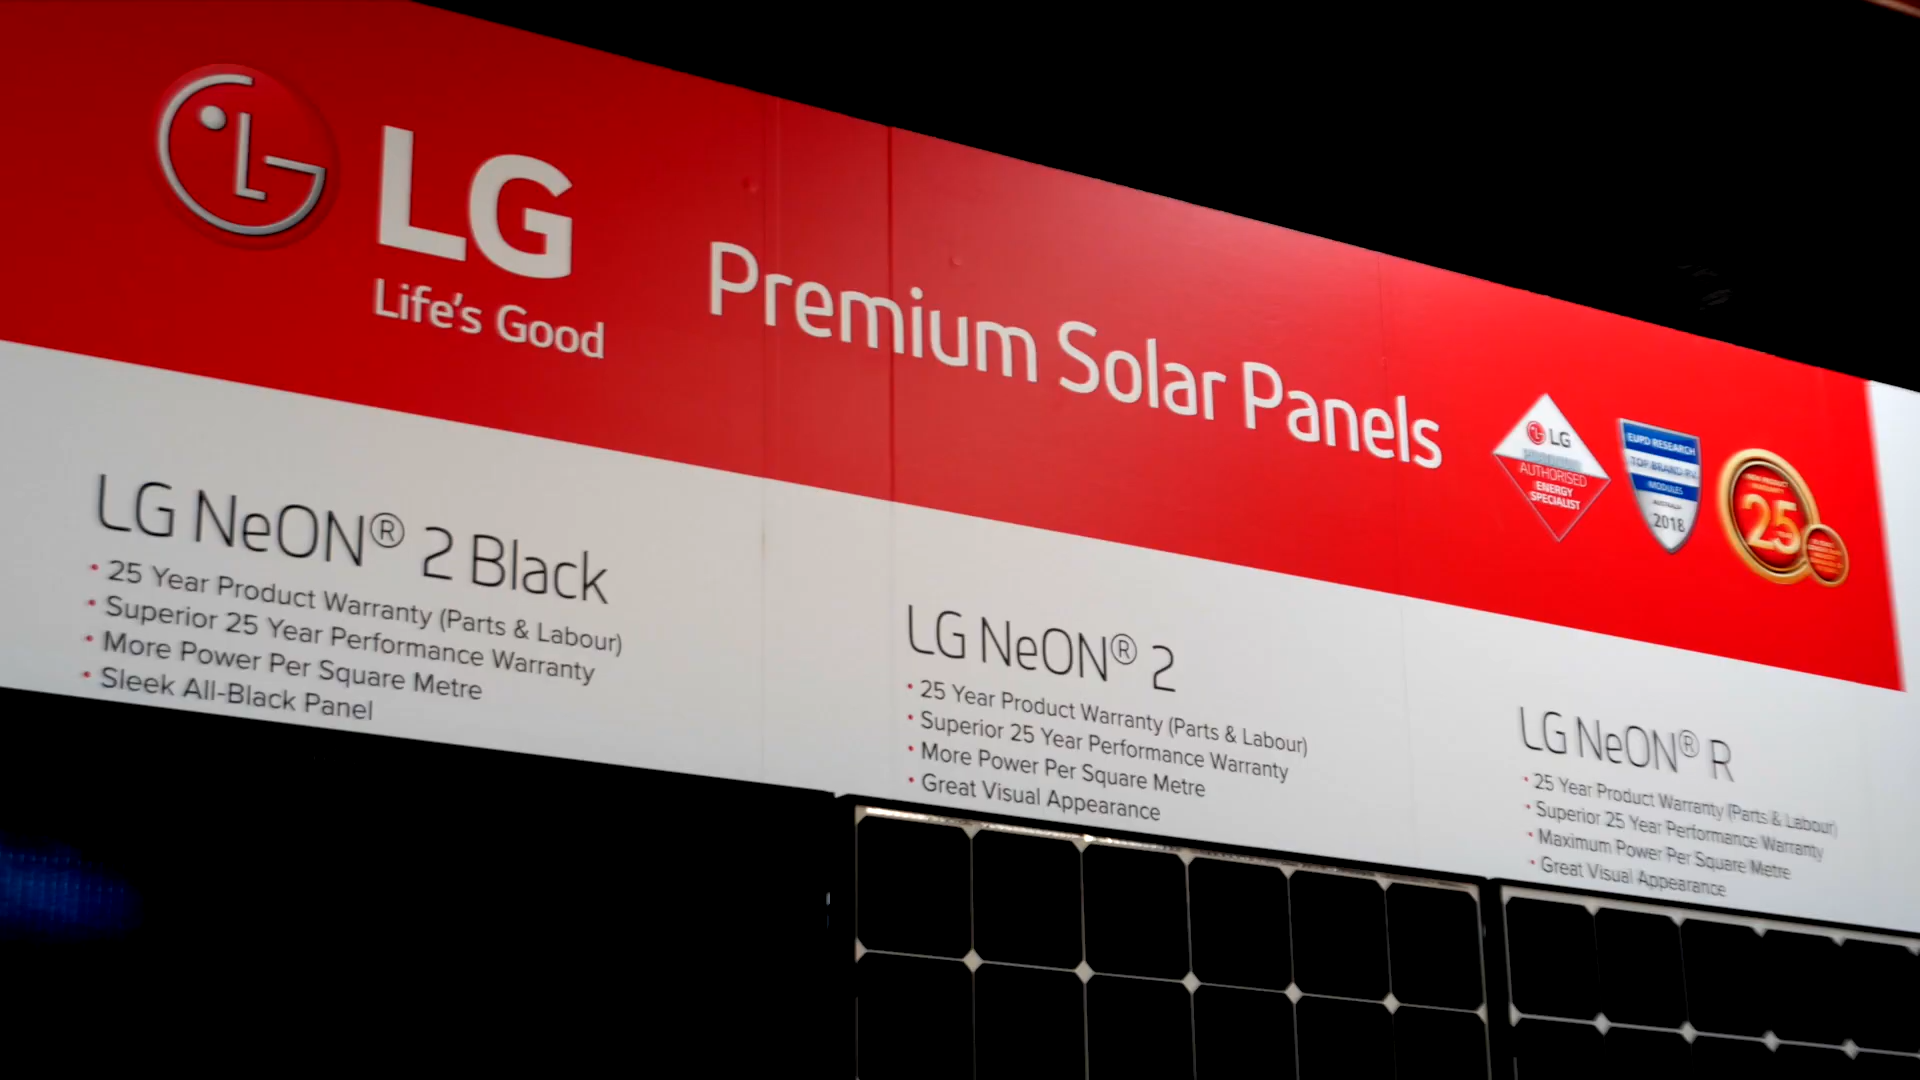 LG
Life's Good
Premium Solar Panels
LG
AUTHORISED
ENERGY
SPECIALIST
EUPD RESEARCH
TOP BRAND PV
MODULES
AUSTRALIA
2018
25
LG NeON® 2 Black
• 25 Year Product Warranty (Parts & Labour)
• Superior 25 Year Performance Warranty
• More Power Per Square Metre
• Sleek All-Black Panel
LG NeON® 2
• 25 Year Product Warranty (Parts & Labour)
• Superior 25 Year Performance Warranty
• More Power Per Square Metre
• Great Visual Appearance
LG NeON® R
• 25 Year Product Warranty (Parts & Labour)
• Superior 25 Year Performance Warranty
• Maximum Power Per Square Metre
• Great Visual Appearance